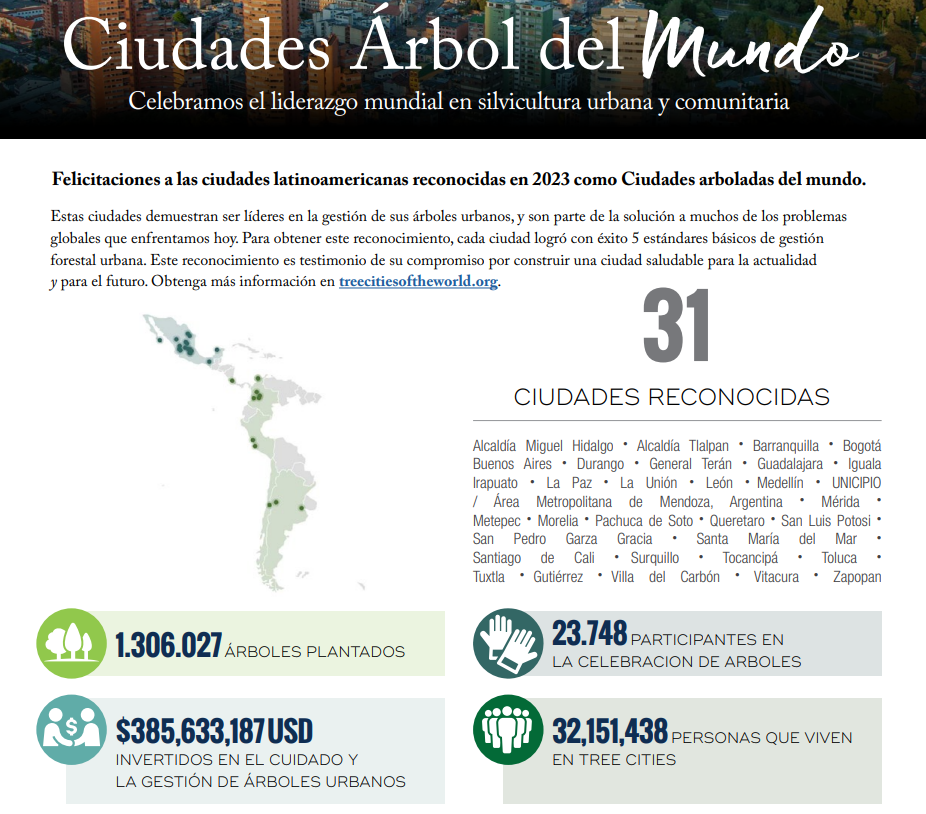 Ciudades Árbol del Mundo
Celebramos el liderazgo mundial en silvicultura urbana y comunitaria
Felicitaciones a las ciudades latinoamericanas reconocidas en 2023 como Ciudades arboladas del mundo.
Estas ciudades demuestran ser líderes en la gestión de sus árboles urbanos, y son parte de la solución a muchos de los problemas
globales que enfrentamos hoy. Para obtener este reconocimiento, cada ciudad logró con éxito 5 estándares básicos de gestión
forestal urbana. Este reconocimiento es testimonio de su compromiso por construir una ciudad saludable para la actualidad
y para el futuro. Obtenga más información en treecitiesoftheworld.org.
31
CIUDADES RECONOCIDAS
Alcaldía Miguel Hidalgo • Alcaldía Tlalpan • Barranquilla • Bogotá
Buenos Aires • Durango • General Terán • Guadalajara • Iguala
Irapuato • La Paz • La Unión • León • Medellín • UNICIPIO
/ Área Metropolitana de Mendoza, Argentina • Mérida •
Metepec • Morelia • Pachuca de Soto • Queretaro • San Luis Potosi •
San Pedro Garza Gracia • Santa María del Mar •
Santiago de Cali • Surquillo • Tocancipá • Toluca •
Tuxtla • Gutiérrez • Villa del Carbón • Vitacura • Zapopan
1.306.027 ÁRBOLES PLANTADOS
23.748 PARTICIPANTES EN
LA CELEBRACION DE ARBOLES
$385,633,187 USD
INVERTIDOS EN EL CUIDADO Y
LA GESTIÓN DE ÁRBOLES URBANOS
32,151,438 PERSONAS QUE VIVEN
EN TREE CITIES